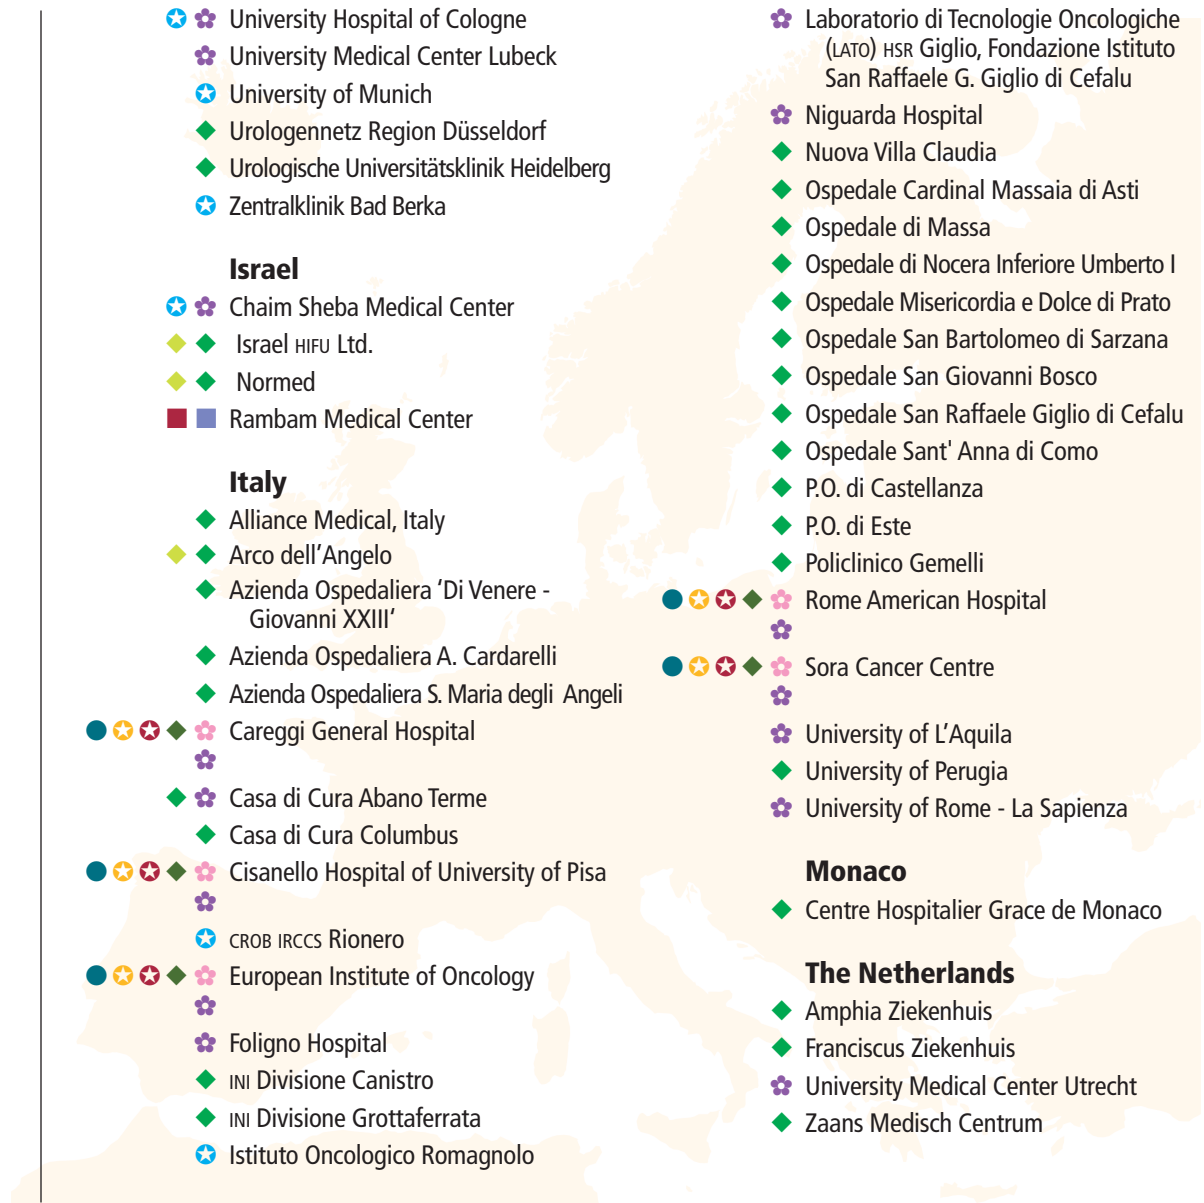 University Hospital of Cologne
University Medical Center Lubeck
University of Munich
Urologennetz Region Düsseldorf
Urologische Universitätsklinik Heidelberg
Zentralklinik Bad Berka
Israel
Chaim Sheba Medical Center
Israel HIFU Ltd.
Normed
Rambam Medical Center
Italy
Alliance Medical, Italy
Arco dell’Angelo
Azienda Ospedaliera ‘Di Venere -
Giovanni XXIII‘
Azienda Ospedaliera A. Cardarelli
Azienda Ospedaliera S. Maria degli Angeli
Careggi General Hospital
Casa di Cura Abano Terme
Casa di Cura Columbus
Cisanello Hospital of University of Pisa
CROB IRCCS Rionero
European Institute of Oncology
Foligno Hospital
INI Divisione Canistro
INI Divisione Grottaferrata
Istituto Oncologico Romagnolo
Laboratorio di Tecnologie Oncologiche
(LATO) HSR Giglio, Fondazione Istituto
San Raffaele G. Giglio di Cefalu
Niguarda Hospital
Nuova Villa Claudia
Ospedale Cardinal Massaia di Asti
Ospedale di Massa
Ospedale di Nocera Inferiore Umberto I
Ospedale Misericordia e Dolce di Prato
Ospedale San Bartolomeo di Sarzana
Ospedale San Giovanni Bosco
Ospedale San Raffaele Giglio di Cefalu
Ospedale Sant' Anna di Como
P.O. di Castellanza
P.O. di Este
Policlinico Gemelli
Rome American Hospital
Sora Cancer Centre
University of L’Aquila
University of Perugia
University of Rome - La Sapienza
Monaco
Centre Hospitalier Grace de Monaco
The Netherlands
Amphia Ziekenhuis
Franciscus Ziekenhuis
University Medical Center Utrecht
Zaans Medisch Centrum